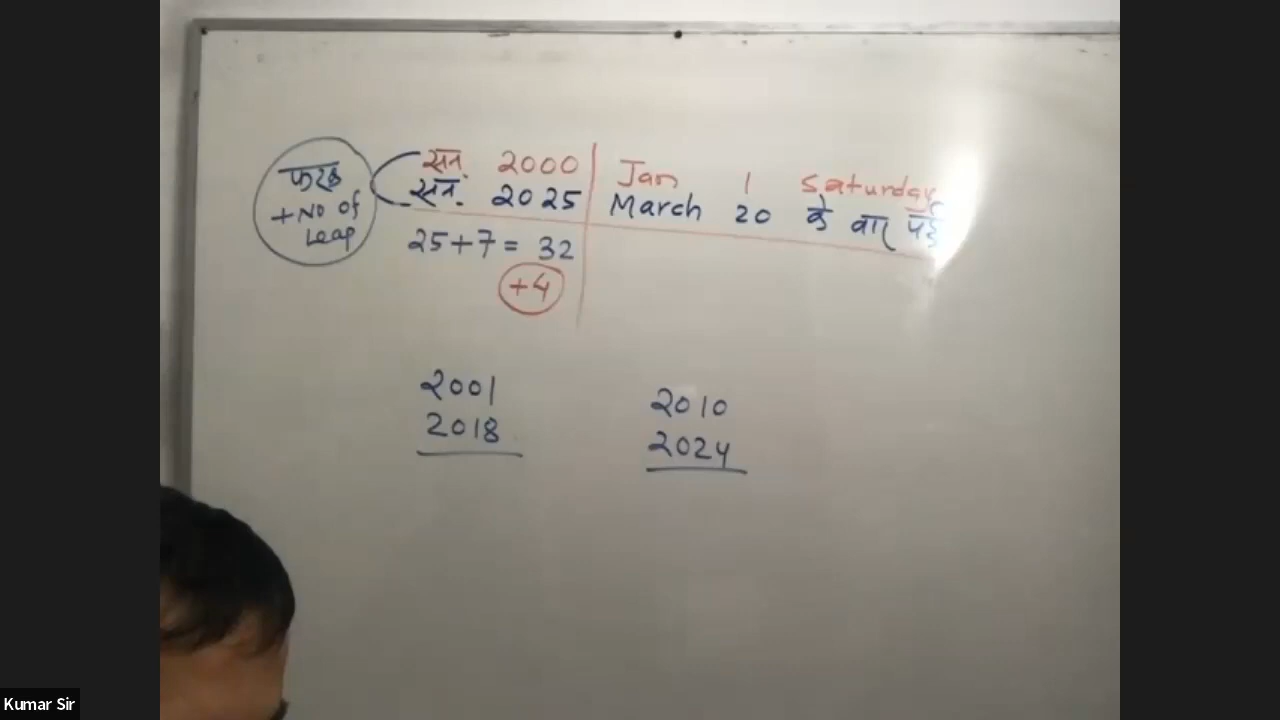 सन. 2000 Jan 1 Saturday
सन. 2025 March 20 के वार
फरक
+ No of
Leap
25+7 = 32
+4
2001
2018
2010
2024
Kumar Sir